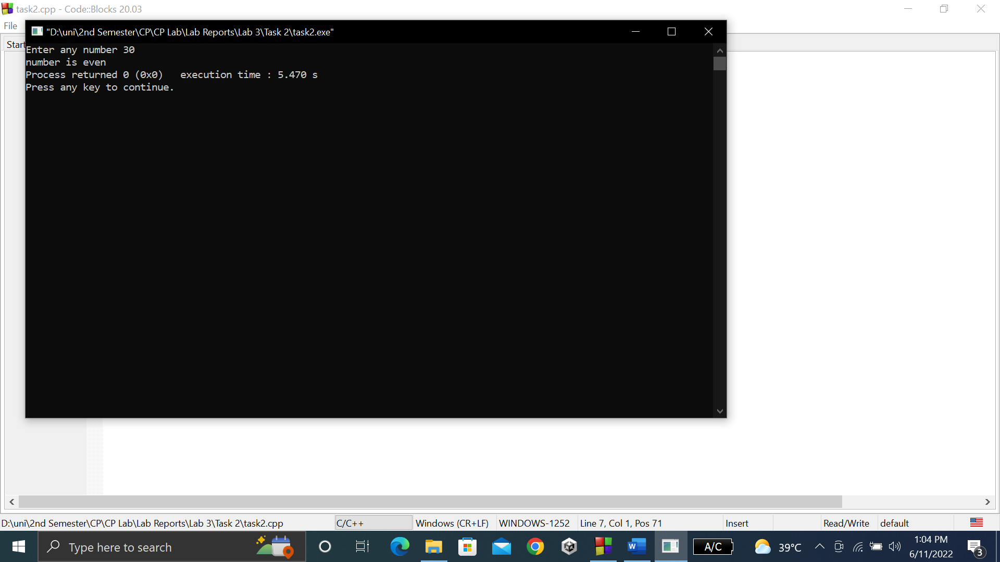 task2.cpp - Code::Blocks 20.03
File
"D:\uni\2nd Semester\CP\CP Lab\Lab Reports\Lab 3\Task 2\task2.exe"
Start
Enter any number 30
number is even
Process returned 0 (0x0)   execution time : 5.470 s
Press any key to continue.
D:\uni\2nd Semester\CP\CP Lab\Lab Reports\Lab 3\Task 2\task2.cpp C/C++ Windows (CR+LF) WINDOWS-1252 Line 7, Col 1, Pos 71 Insert Read/Write default
Type here to search
W
A/C
39°C
1:04 PM
6/11/2022
3